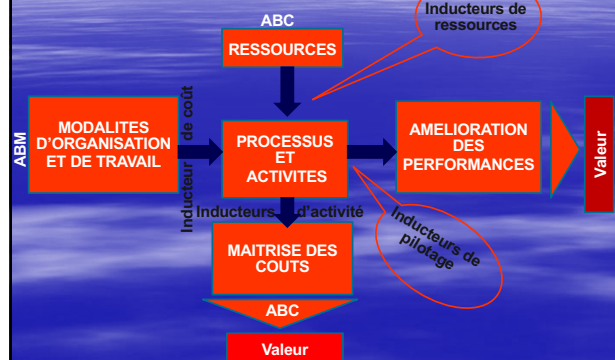 ABC
Inducteurs de
ressources
RESSOURCES
ABM
MODALITES
D'ORGANISATION
ET DE TRAVAIL
Inducteur de coût
PROCESSUS
ET
ACTIVITES
AMELIORATION
DES
PERFORMANCES
Valeur
Inducteurs d'activité
Inducteurs de
pilotage
MAITRISE DES
COUTS
ABC
Valeur